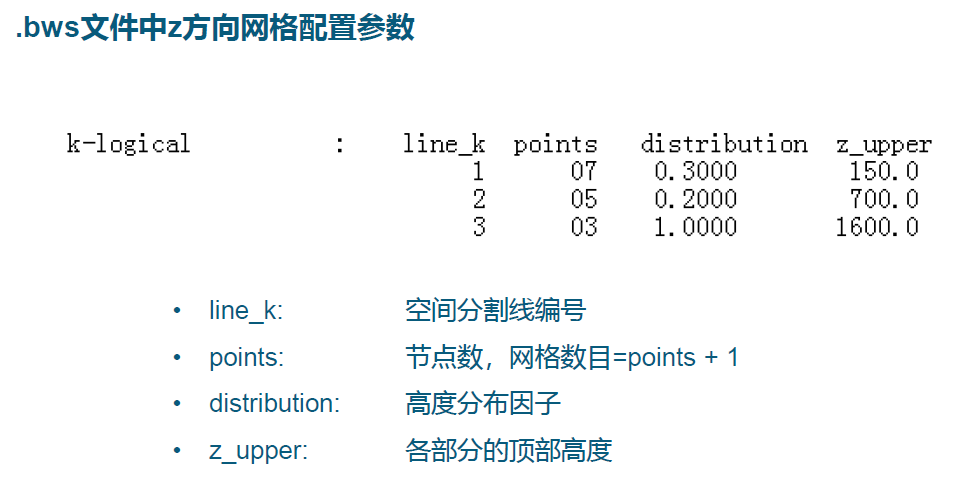 .bws文件中z方向网格配置参数
k-logical : line_k points distribution z_upper
1 07 0.3000 150.0
2 05 0.2000 700.0
3 03 1.0000 1600.0
• line_k: 空间分割线编号
• points: 节点数，网格数目=points + 1
• distribution: 高度分布因子
• z_upper: 各部分的顶部高度